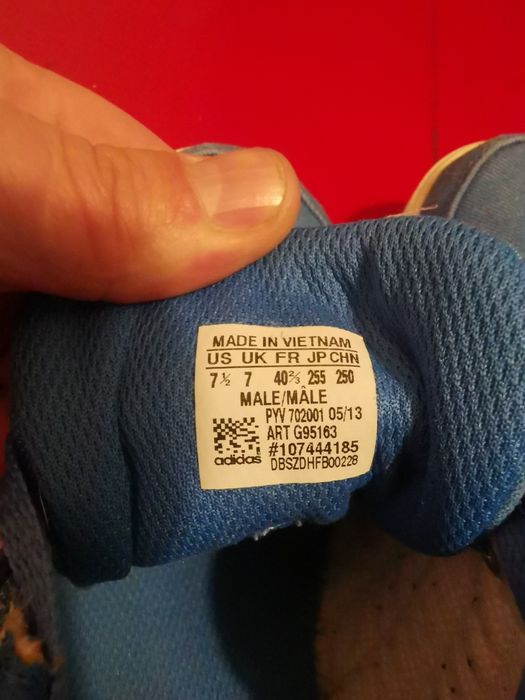 MADE IN VIETNAM
US UK FR JP CHN
7½ 7 40⅔ 255 250
MALE/MÂLE
PYV 702001 05/13
ART G95163
#107444185
adidas DBSZDHFB00228